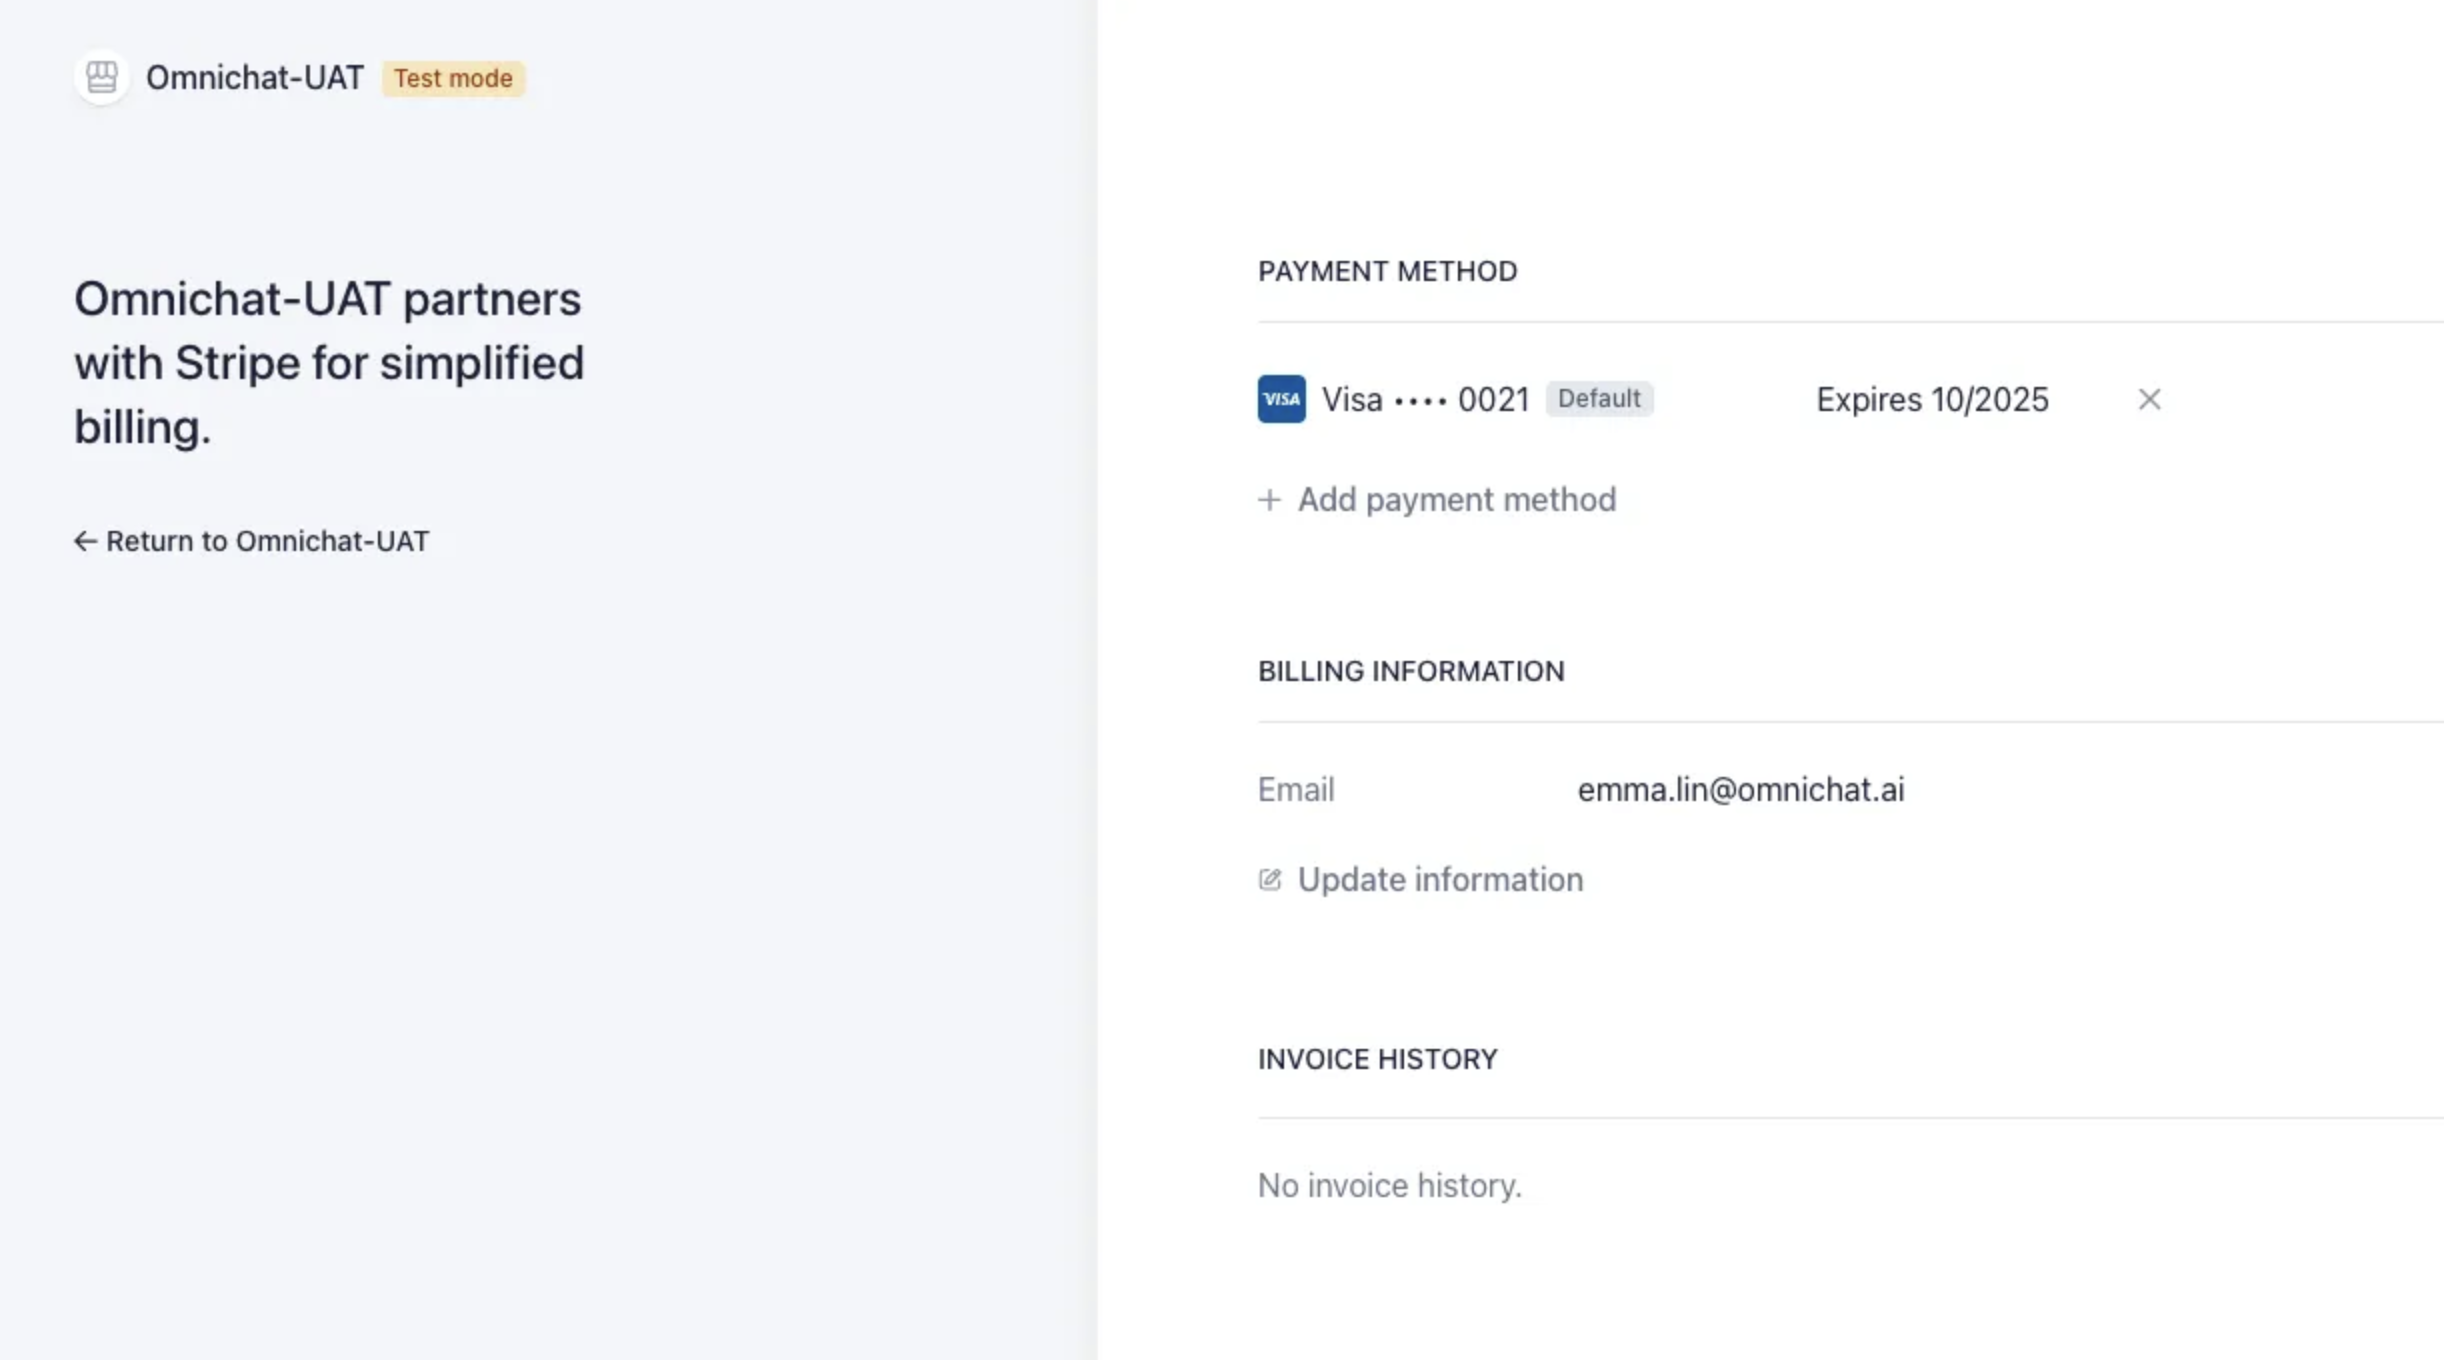 Omnichat-UAT Test mode
Omnichat-UAT partners
with Stripe for simplified
billing.
← Return to Omnichat-UAT
PAYMENT METHOD
VISA Visa •••• 0021 Default Expires 10/2025 ×
+ Add payment method
BILLING INFORMATION
Email emma.lin@omnichat.ai
Update information
INVOICE HISTORY
No invoice history.